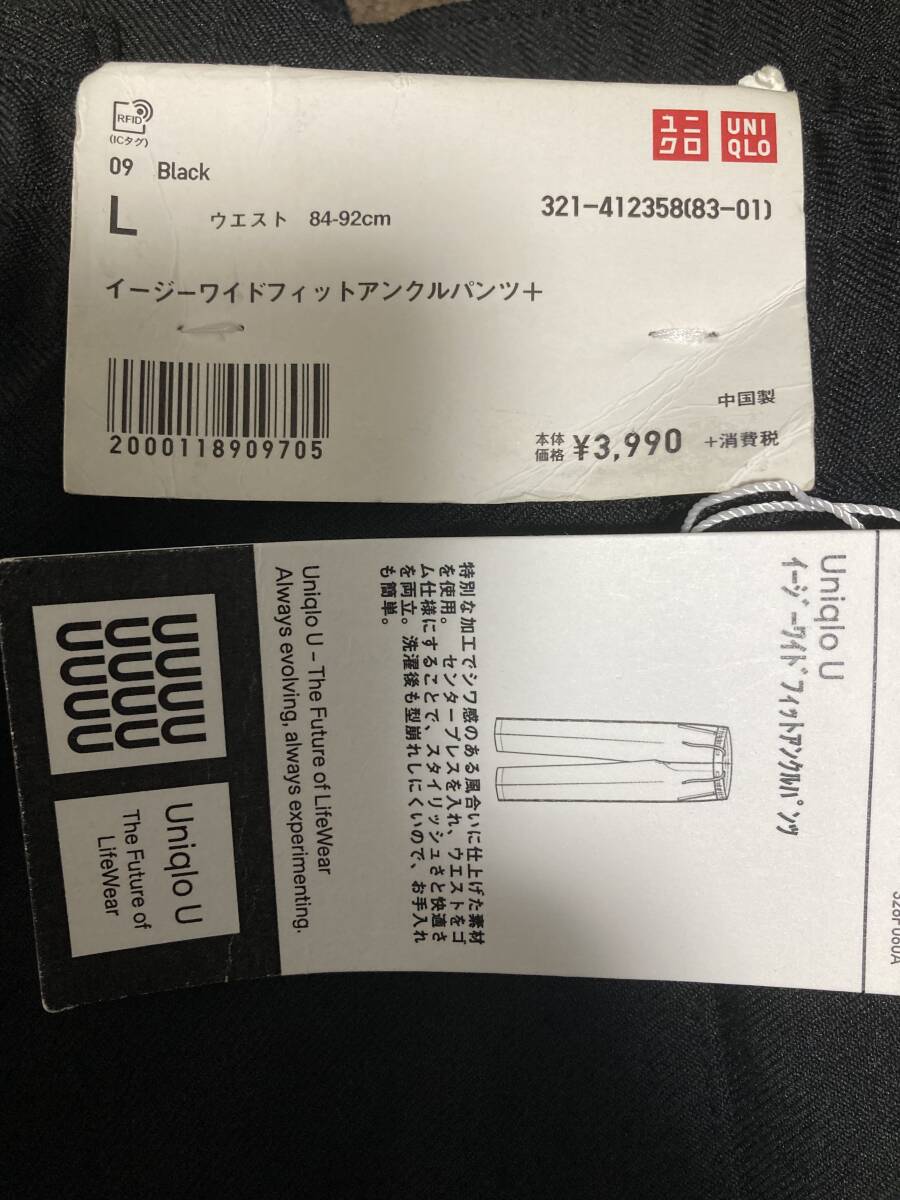 RFID
(ICタグ)
ユニ
クロ
UNI
QLO
09 Black
L ウエスト 84-92cm
321-412358(83-01)
イージーワイドフィットアンクルパンツ＋
2000118909705
中国製
本体
価格 ¥3,990 +消費税
Uniqlo U
イージーワイドフィットアンクルパンツ
特別な加工でシワ感のある風合いに仕上げた素材
を使用。 センタープレスを入れ、ウエストをゴ
ム仕様にすることで、スタイリッシュさと快適さ
を両立。洗濯後も型崩れしにくいので、お手入れ
も簡単。
Uniqlo U – The Future of LifeWear
Always evolving, always experimenting.
UUUU
UUUU
UUUU
Uniqlo U
The Future of
LifeWear
328F080A